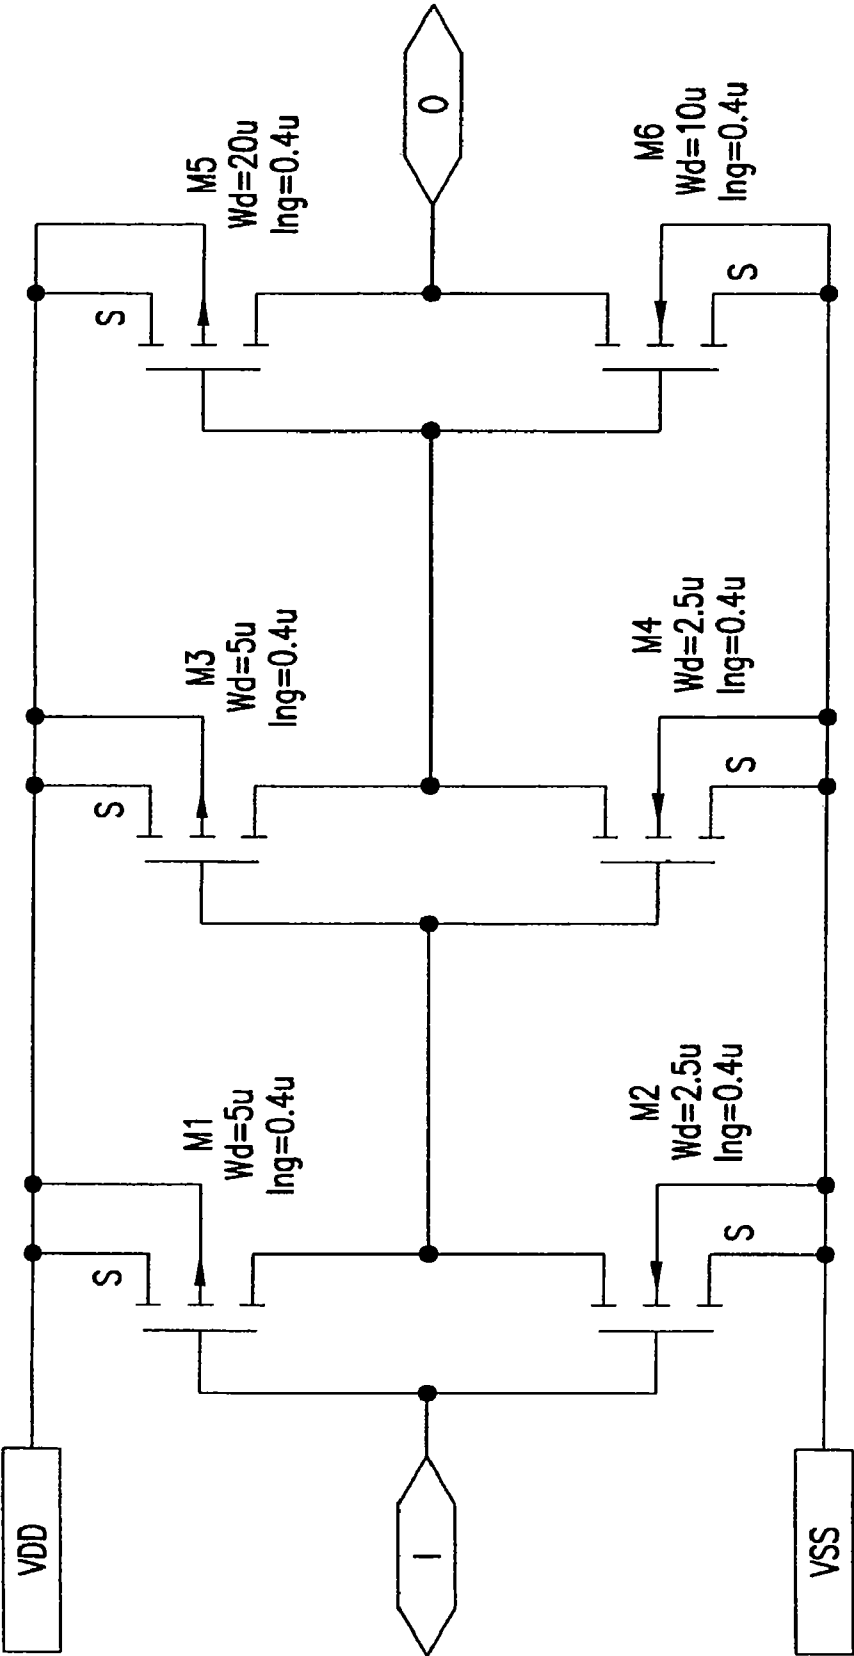 VDD
S
M1
Wd=5u
lng=0.4u
S
M3
Wd=5u
lng=0.4u
S
M5
Wd=20u
lng=0.4u
I
O
S
M2
Wd=2.5u
lng=0.4u
S
M4
Wd=2.5u
lng=0.4u
S
M6
Wd=10u
lng=0.4u
VSS